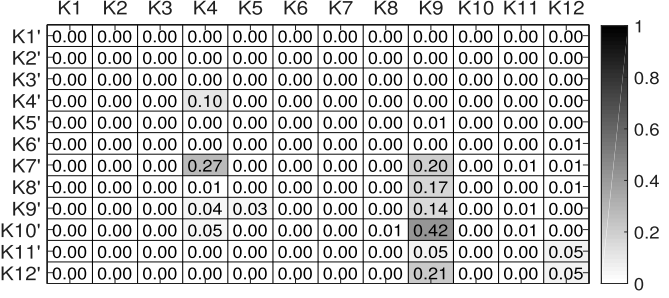 K1 K2 K3 K4 K5 K6 K7 K8 K9 K10 K11 K12
K1' 0.00 0.00 0.00 0.00 0.00 0.00 0.00 0.00 0.00 0.00 0.00 0.00
K2' 0.00 0.00 0.00 0.00 0.00 0.00 0.00 0.00 0.00 0.00 0.00 0.00
K3' 0.00 0.00 0.00 0.00 0.00 0.00 0.00 0.00 0.00 0.00 0.00 0.00
K4' 0.00 0.00 0.00 0.10 0.00 0.00 0.00 0.00 0.00 0.00 0.00 0.00
K5' 0.00 0.00 0.00 0.00 0.00 0.00 0.00 0.00 0.01 0.00 0.00 0.00
K6' 0.00 0.00 0.00 0.00 0.00 0.00 0.00 0.00 0.00 0.00 0.00 0.01
K7' 0.00 0.00 0.00 0.27 0.00 0.00 0.00 0.00 0.20 0.00 0.01 0.01
K8' 0.00 0.00 0.00 0.01 0.00 0.00 0.00 0.00 0.17 0.00 0.00 0.01
K9' 0.00 0.00 0.00 0.04 0.03 0.00 0.00 0.00 0.14 0.00 0.01 0.00
K10' 0.00 0.00 0.00 0.05 0.00 0.00 0.00 0.01 0.42 0.00 0.01 0.00
K11' 0.00 0.00 0.00 0.00 0.00 0.00 0.00 0.00 0.05 0.00 0.00 0.05
K12' 0.00 0.00 0.00 0.00 0.00 0.00 0.00 0.00 0.21 0.00 0.00 0.05
1
0.8
0.6
0.4
0.2
0